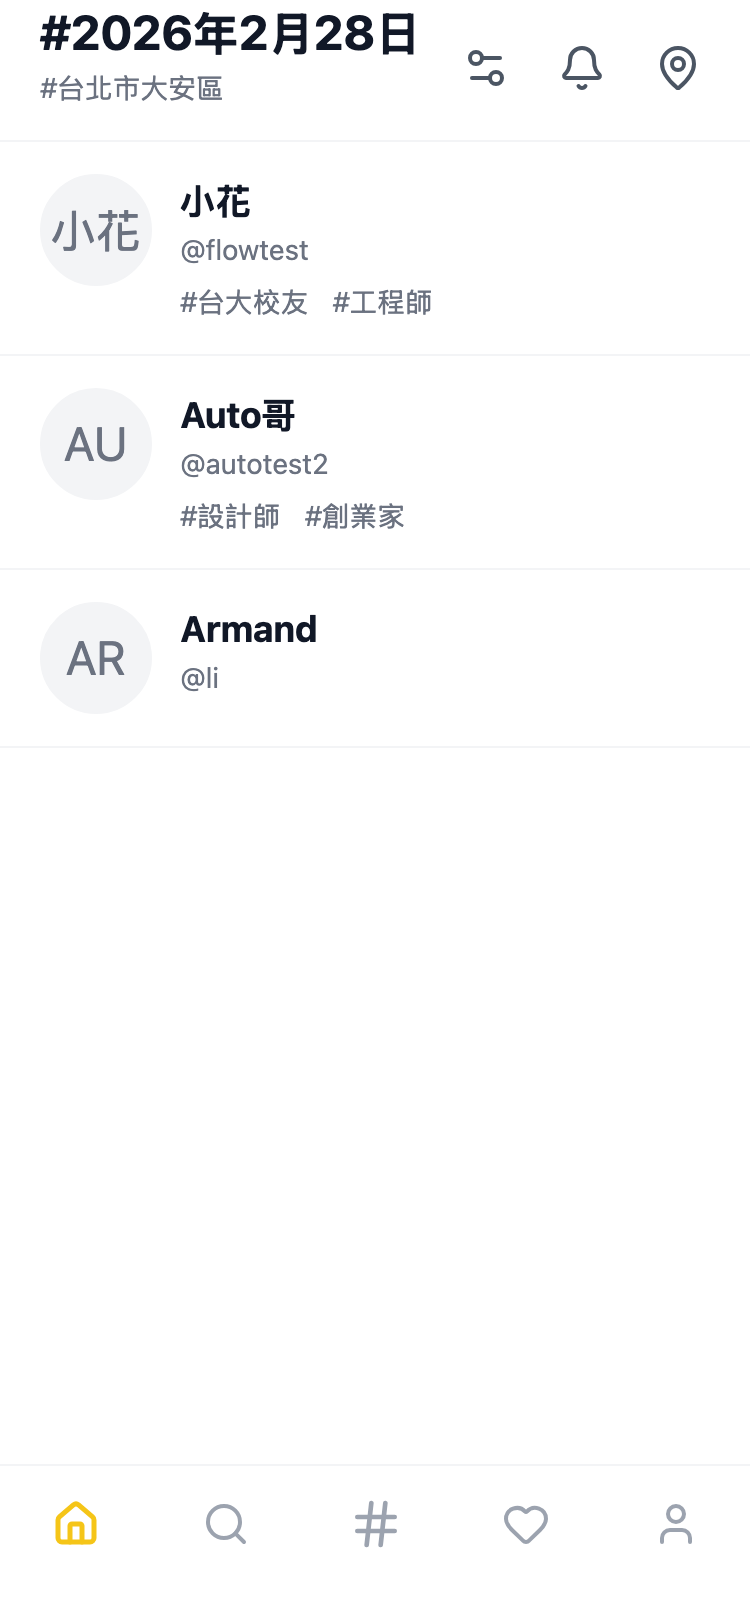 #2026年2月28日
#台北市大安區
小花
小花
@flowtest
#台大校友 #工程師
AU
Auto哥
@autotest2
#設計師 #創業家
AR
Armand
@li